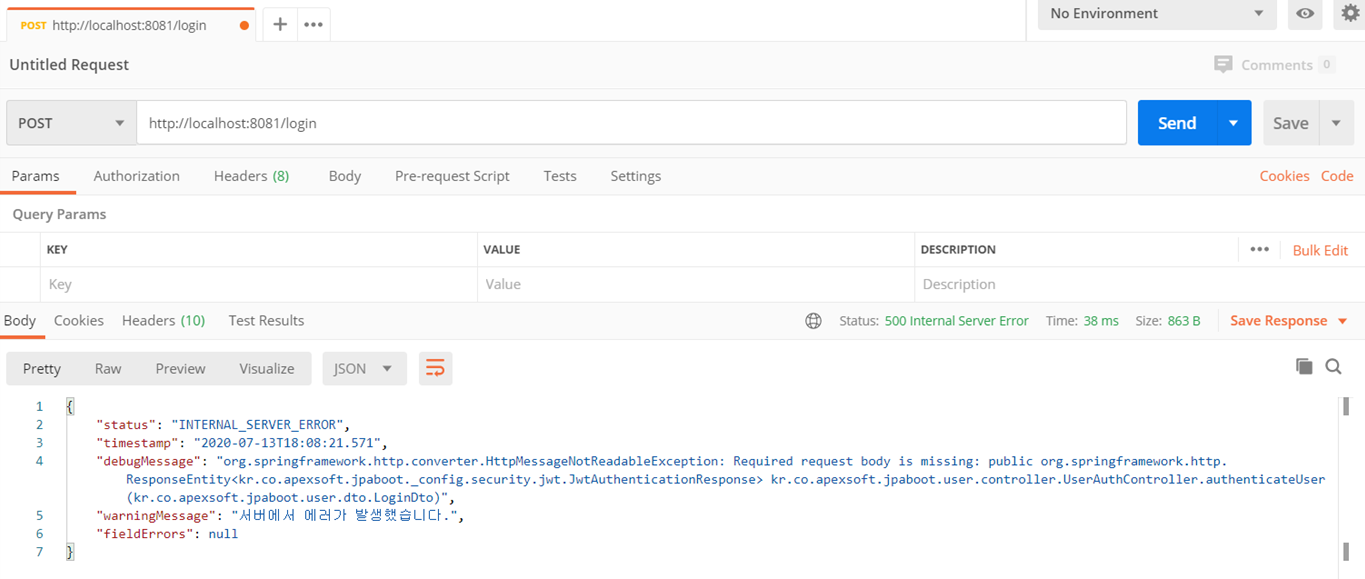 POST http://localhost:8081/login
No Environment
Untitled Request
Comments 0
POST http://localhost:8081/login Send Save
Params Authorization Headers (8) Body Pre-request Script Tests Settings Cookies Code
Query Params
KEY VALUE DESCRIPTION Bulk Edit
Key Value Description
Body Cookies Headers (10) Test Results Status: 500 Internal Server Error Time: 38 ms Size: 863 B Save Response
Pretty Raw Preview Visualize JSON
1 {
2 "status": "INTERNAL_SERVER_ERROR",
3 "timestamp": "2020-07-13T18:08:21.571",
4 "debugMessage": "org.springframework.http.converter.HttpMessageNotReadableException: Required request body is missing: public org.springframework.http.
ResponseEntity<kr.co.apexsoft.jpaboot._config.security.jwt.JwtAuthenticationResponse> kr.co.apexsoft.jpaboot.user.controller.UserAuthController.authenticateUser
(kr.co.apexsoft.jpaboot.user.dto.LoginDto)",
5 "warningMessage": "서버에서 에러가 발생했습니다.",
6 "fieldErrors": null
7 }